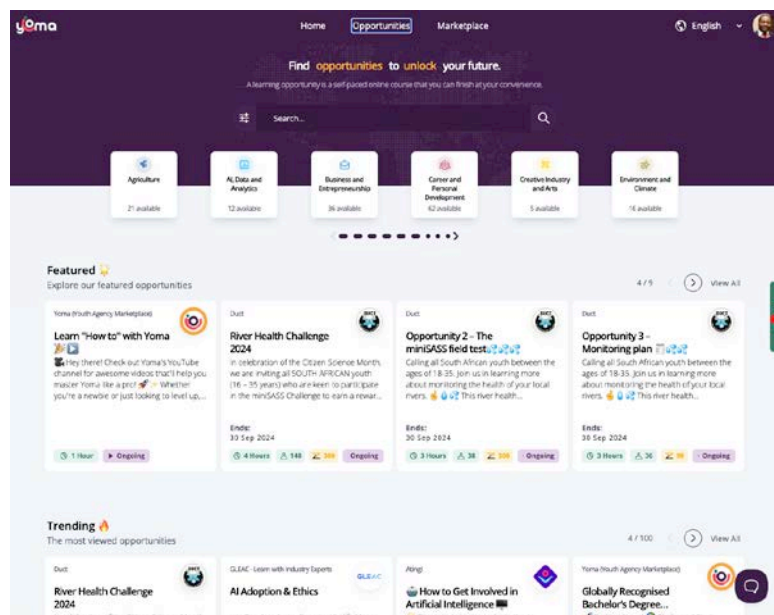 yoma
Home Opportunities Marketplace
English
Find opportunities to unlock your future.
A learning opportunity is a self-paced online course that you can finish at your convenience.
Search...
Agriculture
21 available
AI, Data and
Analytics
12 available
Business and
Entrepreneurship
36 available
Career and
Personal
Development
62 available
Creative Industry
and Arts
5 available
Environment and
Climate
16 available
Featured
Explore our featured opportunities
4 / 9
View All
Yoma (Youth Agency Marketplace)
Learn "How to" with Yoma
Hey there! Check out Yoma's YouTube
channel for awesome videos that'll help you
master Yoma like a pro! Whether
you're a newbie or just looking to level up,...
1 Hour Ongoing
Duct
DUCT
River Health Challenge
2024
In celebration of the Citizen Science Month,
we are inviting all SOUTH AFRICAN youth
(16 – 35 years) who are keen to participate
in the miniSASS Challenge to earn a rewar...
Ends:
30 Sep 2024
4 Hours 148 Ongoing
Duct
DUCT
Opportunity 2 – The
miniSASS field test
Calling all South African youth between the
ages of 18-35. Join us in learning more
about monitoring the health of your local
rivers. This river health...
Ends:
30 Sep 2024
3 Hours 38 Ongoing
Duct
DUCT
Opportunity 3 –
Monitoring plan
Calling all South African youth between the
ages of 18-35. Join us in learning more
about monitoring the health of your local
rivers. This river health...
Ends:
30 Sep 2024
3 Hours 36 Ongoing
Trending
The most viewed opportunities
4 / 100
View All
Duct
DUCT
River Health Challenge
2024
GLEAC - Learn with Industry Experts
GLEAC
AI Adoption & Ethics
Atingi
How to Get Involved in
Artificial Intelligence
Yoma (Youth Agency Marketplace)
Globally Recognised
Bachelor's Degree...